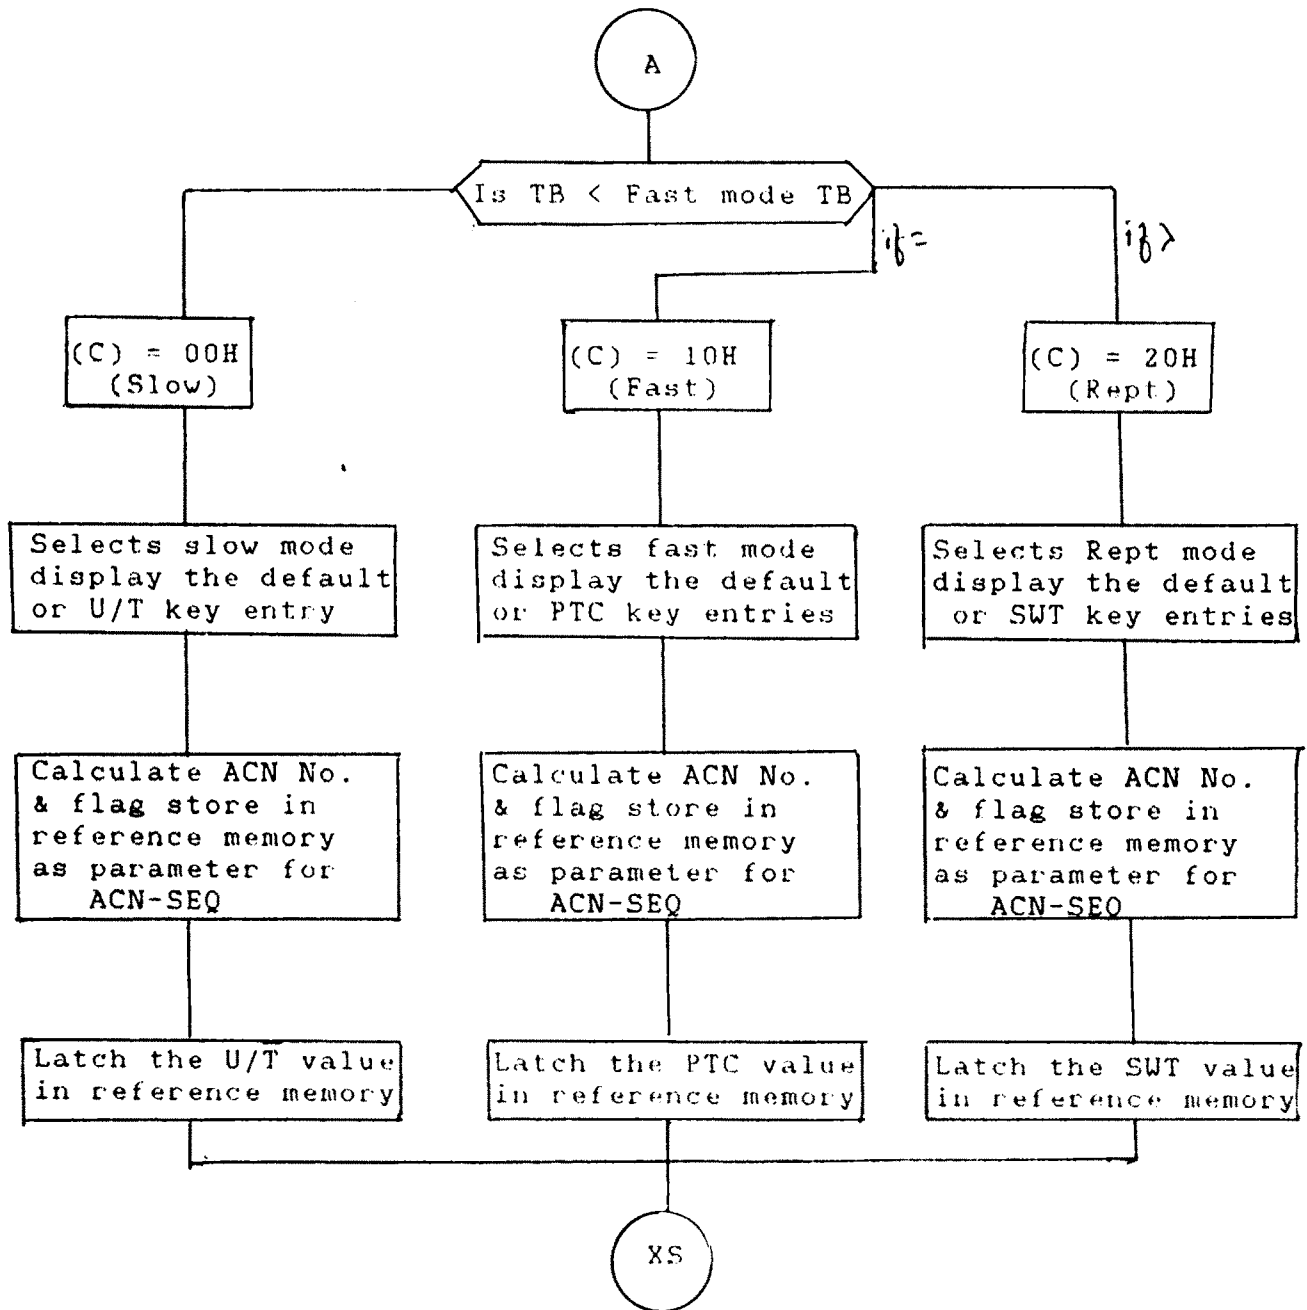 A
Is TB < Fast mode TB
if =
if >
(C) = 00H
(Slow)
(C) = 10H
(Fast)
(C) = 20H
(Rept)
Selects slow mode
display the default
or U/T key entry
Selects fast mode
display the default
or PTC key entries
Selects Rept mode
display the default
or SWT key entries
Calculate ACN No.
& flag store in
reference memory
as parameter for
ACN-SEQ
Calculate ACN No.
& flag store in
reference memory
as parameter for
ACN-SEQ
Calculate ACN No.
& flag store in
reference memory
as parameter for
ACN-SEQ
Latch the U/T value
in reference memory
Latch the PTC value
in reference memory
Latch the SWT value
in reference memory
XS